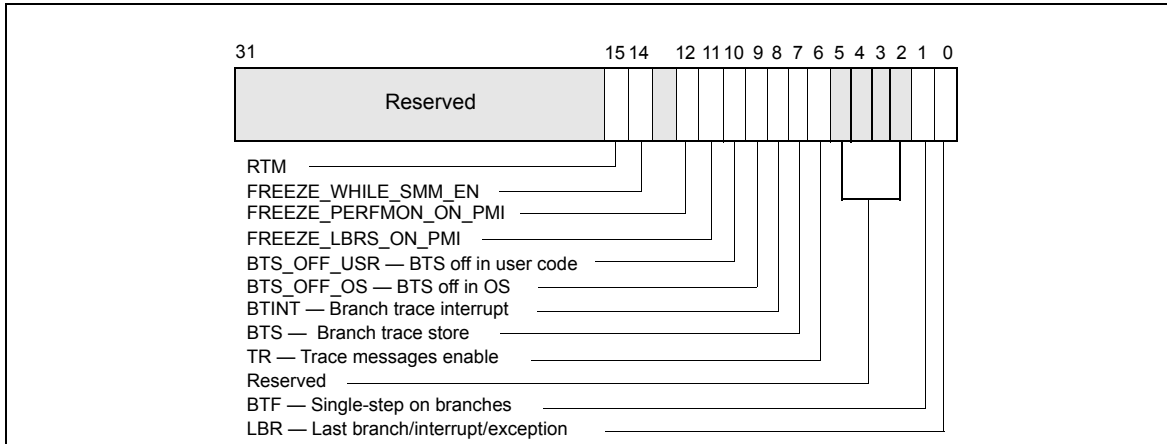 31 15 14 12 11 10 9 8 7 6 5 4 3 2 1 0
Reserved
RTM
FREEZE_WHILE_SMM_EN
FREEZE_PERFMON_ON_PMI
FREEZE_LBRS_ON_PMI
BTS_OFF_USR — BTS off in user code
BTS_OFF_OS — BTS off in OS
BTINT — Branch trace interrupt
BTS — Branch trace store
TR — Trace messages enable
Reserved
BTF — Single-step on branches
LBR — Last branch/interrupt/exception